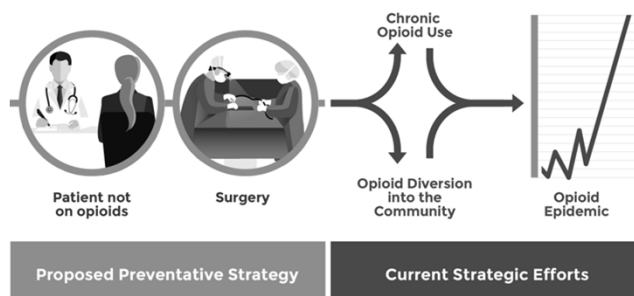 Chronic
Opioid Use
Patient not
on opioids
Surgery
Opioid Diversion
into the
Community
Opioid
Epidemic
Proposed Preventative Strategy
Current Strategic Efforts